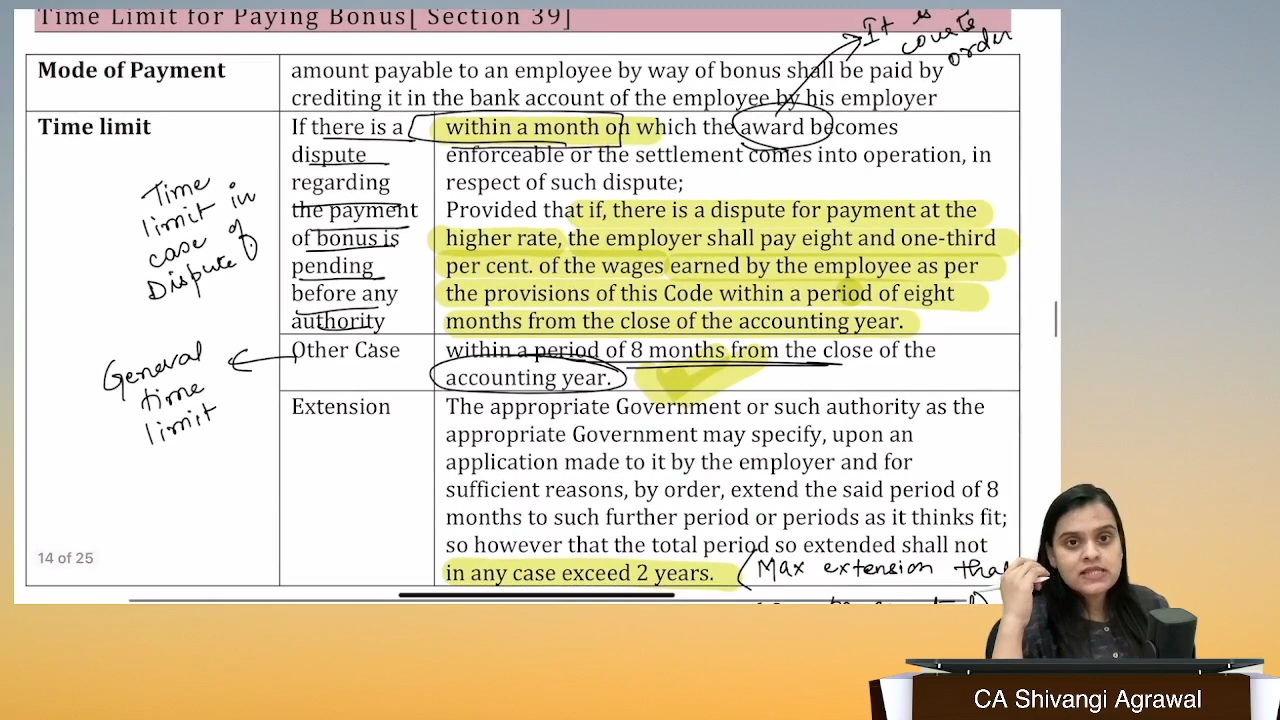 Time Limit for Paying Bonus[ Section 39]
It is
courts
order
Mode of Payment
amount payable to an employee by way of bonus shall be paid by
crediting it in the bank account of the employee by his employer
Time limit
If there is a
dispute
regarding
the payment
of bonus is
pending
before any
authority
within a month on which the award becomes
enforceable or the settlement comes into operation, in
respect of such dispute;
Provided that if, there is a dispute for payment at the
higher rate, the employer shall pay eight and one-third
per cent. of the wages earned by the employee as per
the provisions of this Code within a period of eight
months from the close of the accounting year.
Time
limit in
case of
Dispute
Other Case
within a period of 8 months from the close of the
accounting year.
General
time
limit
Extension
The appropriate Government or such authority as the
appropriate Government may specify, upon an
application made to it by the employer and for
sufficient reasons, by order, extend the said period of 8
months to such further period or periods as it thinks fit;
so however that the total period so extended shall not
in any case exceed 2 years.
Max extension
14 of 25
CA Shivangi Agrawal